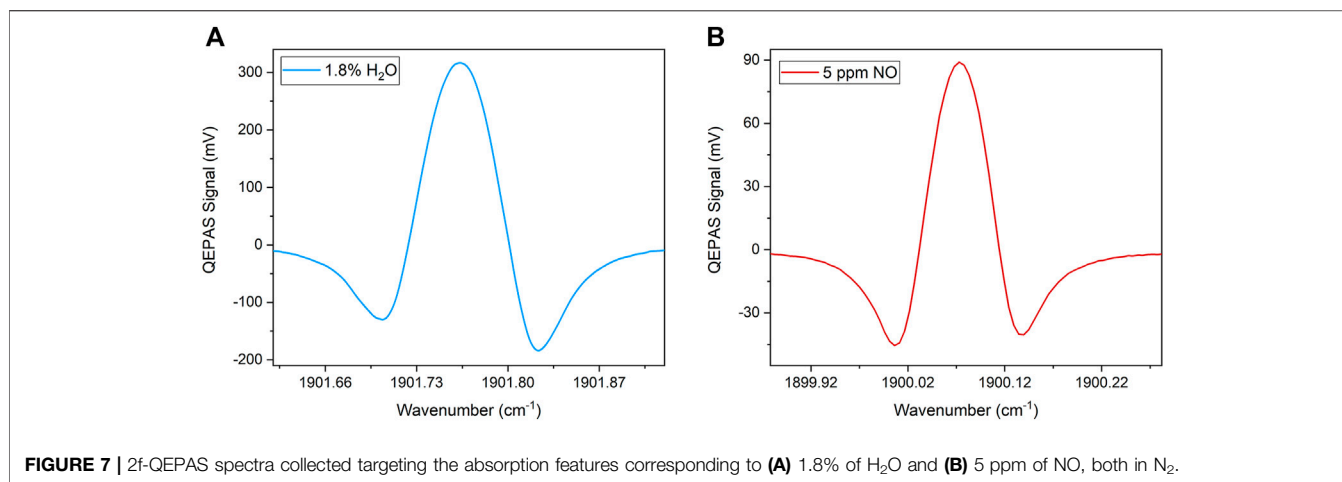 A
1.8% H₂O
QEPAS Signal (mV)
300
200
100
0
-100
-200
1901.66 1901.73 1901.80 1901.87
Wavenumber (cm⁻¹)
B
5 ppm NO
QEPAS Signal (mV)
90
60
30
0
-30
1899.92 1900.02 1900.12 1900.22
Wavenumber (cm⁻¹)
FIGURE 7 | 2f-QEPAS spectra collected targeting the absorption features corresponding to (A) 1.8% of H₂O and (B) 5 ppm of NO, both in N₂.